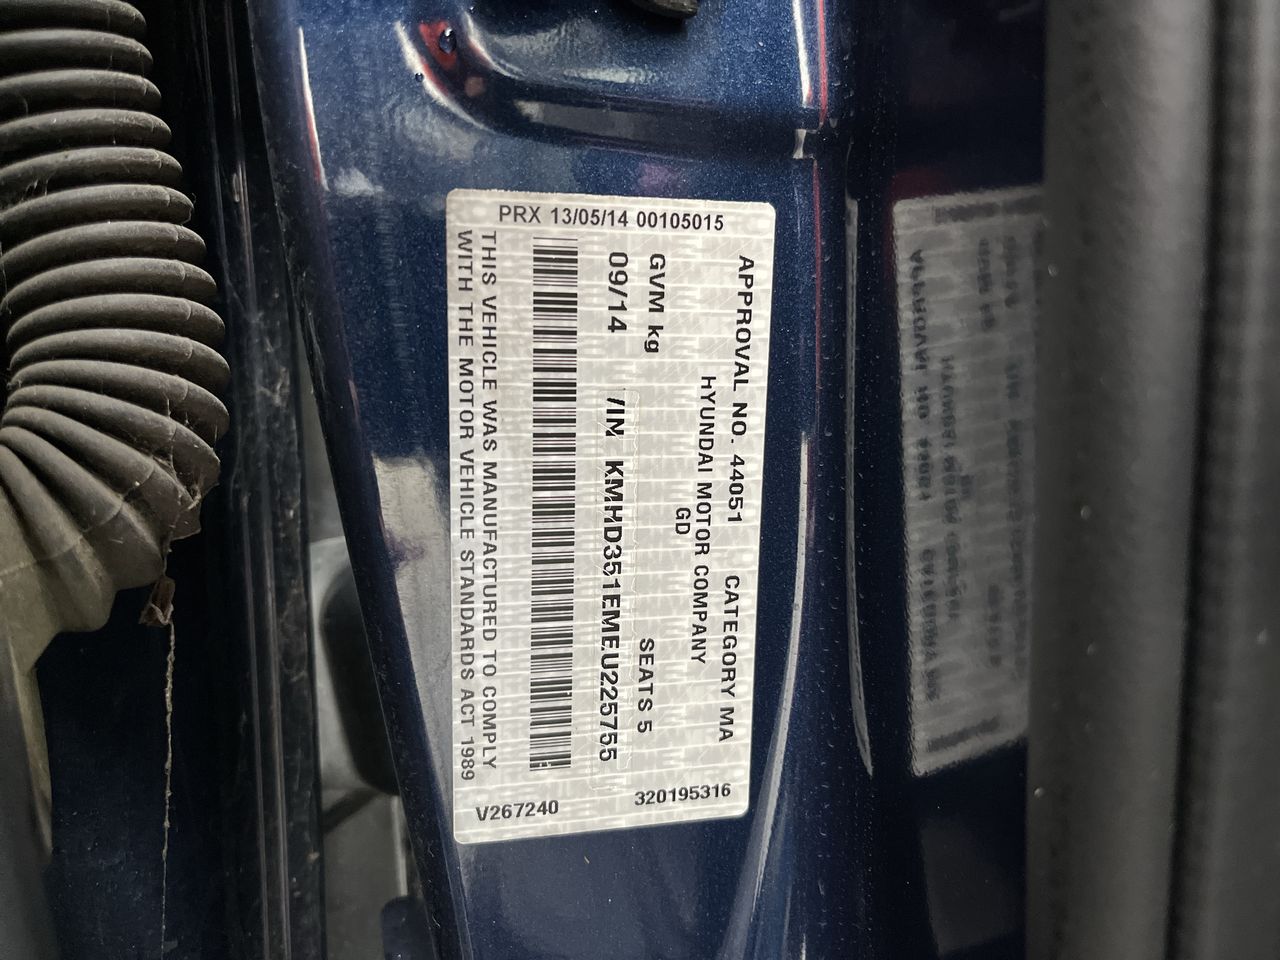 PRX 13/05/14 00105015
APPROVAL NO. 44051 CATEGORY MA
HYUNDAI MOTOR COMPANY
GD
GVM kg SEATS 5
09/14 VIN KMHD351EMEU225755
THIS VEHICLE WAS MANUFACTURED TO COMPLY
WITH THE MOTOR VEHICLE STANDARDS ACT 1989
V267240 320195316